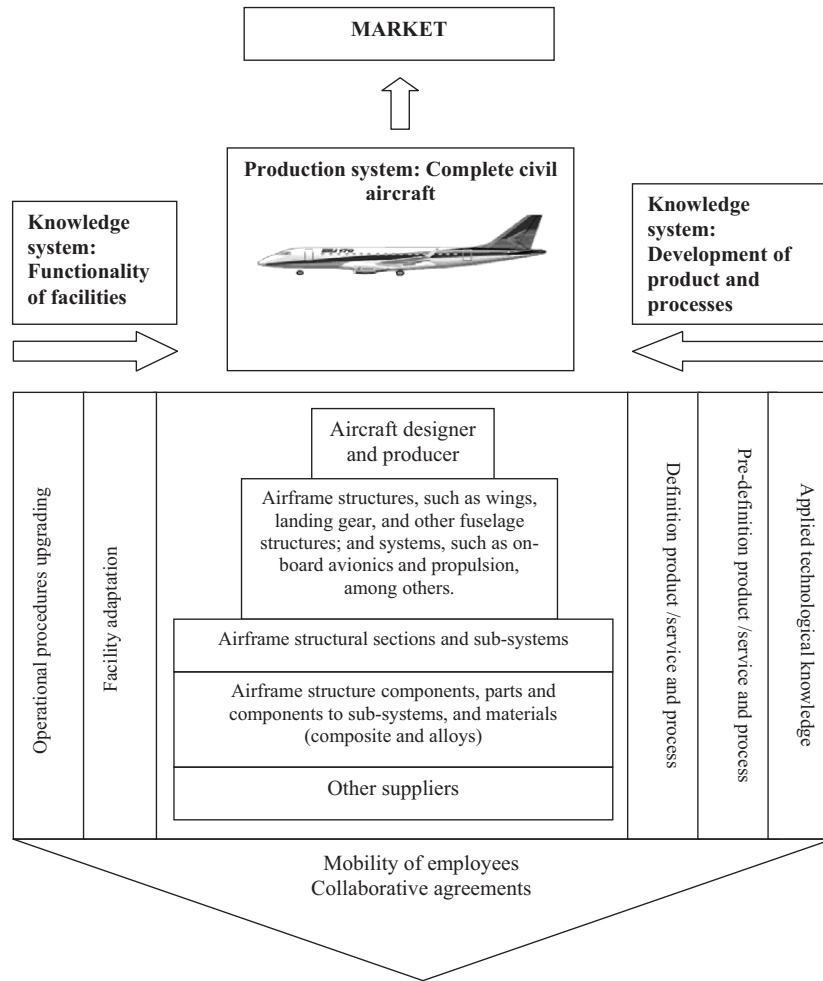 MARKET
Production system: Complete civil
aircraft
Knowledge
system:
Functionality
of facilities
Knowledge
system:
Development of
product and
processes
Operational procedures upgrading
Facility adaptation
Aircraft designer
and producer
Airframe structures, such as wings,
landing gear, and other fuselage
structures; and systems, such as on-
board avionics and propulsion,
among others.
Airframe structural sections and sub-systems
Airframe structure components, parts and
components to sub-systems, and materials
(composite and alloys)
Other suppliers
Definition product /service and process
Pre-definition product /service and
process
Applied technological knowledge
Mobility of employees
Collaborative agreements